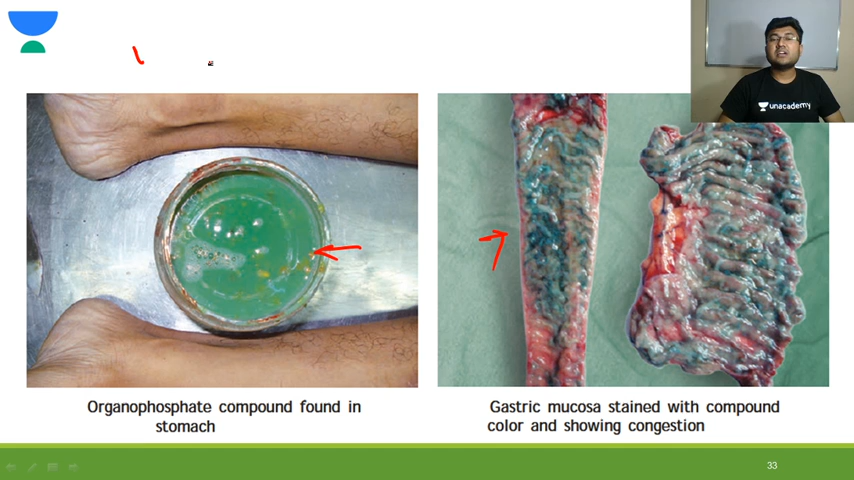 unacademy
Organophosphate compound found in
stomach
Gastric mucosa stained with compound
color and showing congestion
33